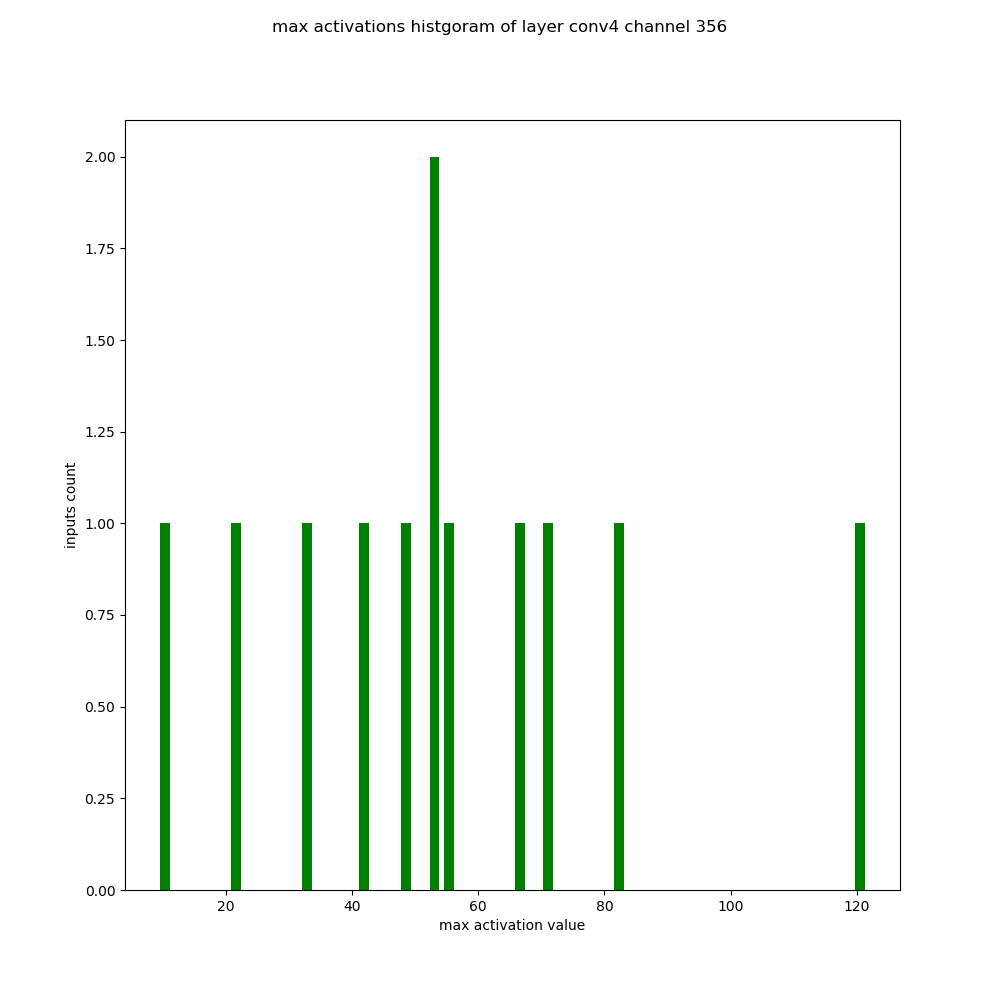 max activations histgoram of layer conv4 channel 356
2.00
1.75
1.50
1.25
1.00
0.75
0.50
0.25
0.00
inputs count
20 40 60 80 100 120
max activation value